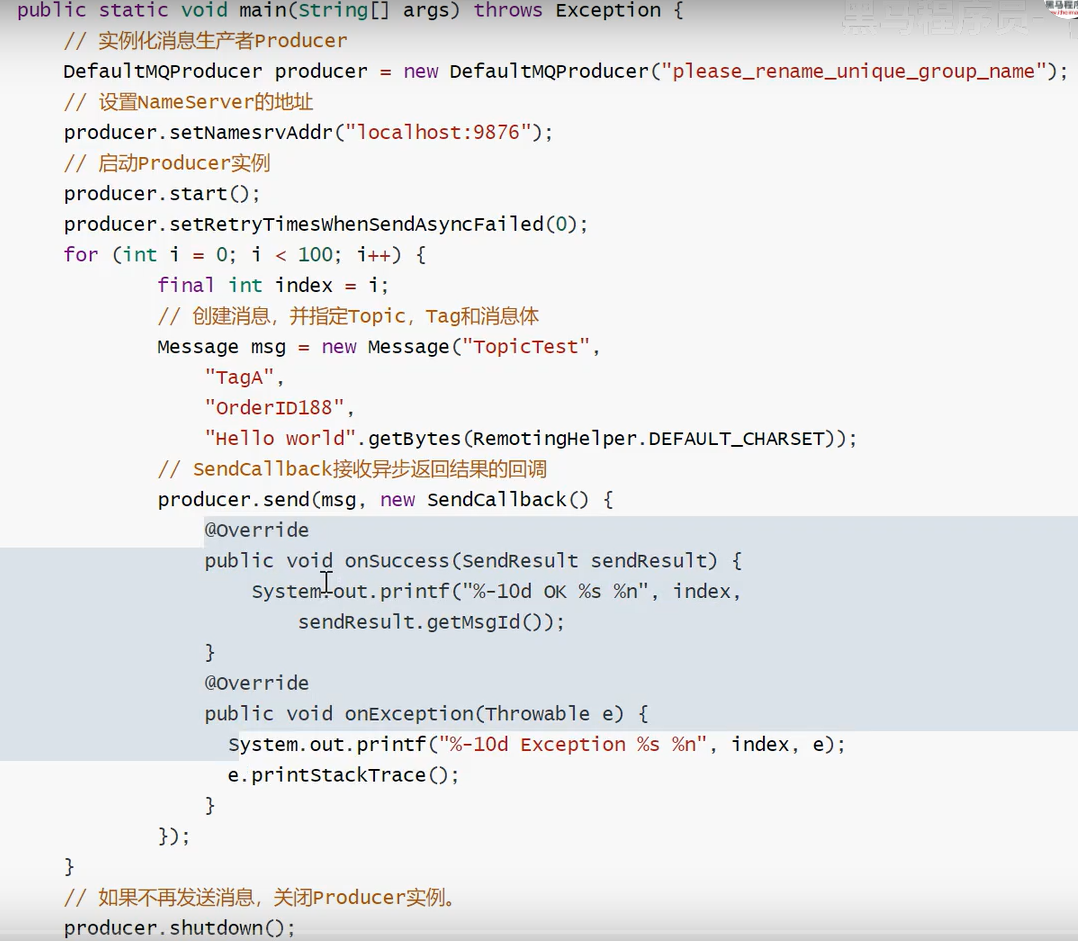 public static void main(String[] args) throws Exception {
// 实例化消息生产者Producer
DefaultMQProducer producer = new DefaultMQProducer("please_rename_unique_group_name");
// 设置NameServer的地址
producer.setNamesrvAddr("localhost:9876");
// 启动Producer实例
producer.start();
producer.setRetryTimesWhenSendAsyncFailed(0);
for (int i = 0; i < 100; i++) {
final int index = i;
// 创建消息，并指定Topic，Tag和消息体
Message msg = new Message("TopicTest",
"TagA",
"OrderID188",
"Hello world".getBytes(RemotingHelper.DEFAULT_CHARSET));
// SendCallback接收异步返回结果的回调
producer.send(msg, new SendCallback() {
@Override
public void onSuccess(SendResult sendResult) {
System.out.printf("%-10d OK %s %n", index,
sendResult.getMsgId());
}
@Override
public void onException(Throwable e) {
System.out.printf("%-10d Exception %s %n", index, e);
e.printStackTrace();
}
});
}
// 如果不再发送消息，关闭Producer实例。
producer.shutdown();
黑马程序员